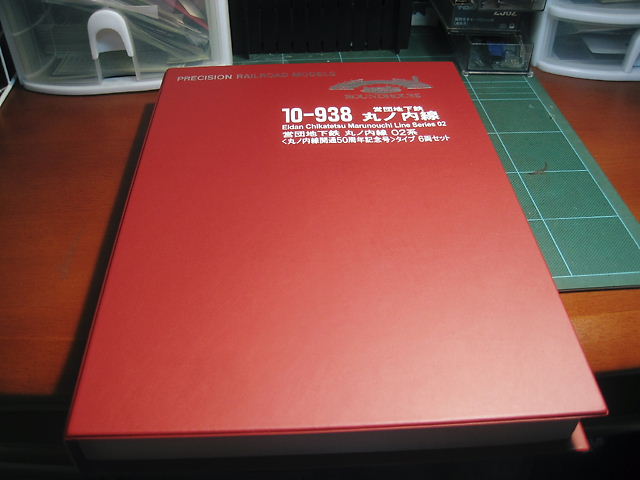 PRECISION RAILROAD MODELS
ROUNDHOUSE
10-938 営団地下鉄 丸ノ内線
Eidan Chikatetsu Marunouchi Line Series 02
営団地下鉄 丸ノ内線 02系
<丸ノ内線開通50周年記念号>タイプ 6両セット